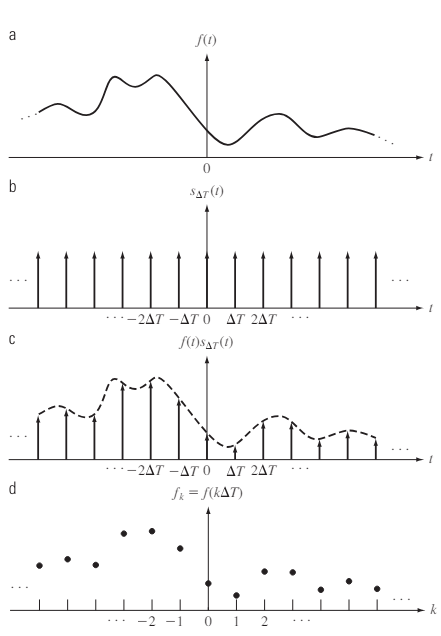 a
f(t)
t
0
b
s_ΔT(t)
· · · · · ·
t
· · · −2ΔT −ΔT 0 ΔT 2ΔT · · ·
c
f(t)s_ΔT(t)
· · · · · ·
t
· · · −2ΔT −ΔT 0 ΔT 2ΔT · · ·
d
f_k = f(kΔT)
· · · · · ·
k
· · · −2 −1 0 1 2 · · ·